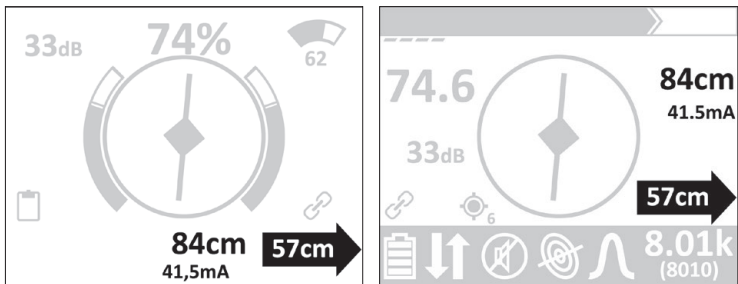 33dB
74%
62
84cm
41,5mA
57cm
74.6
84cm
41.5mA
33dB
57cm
6
8.01k
(8010)